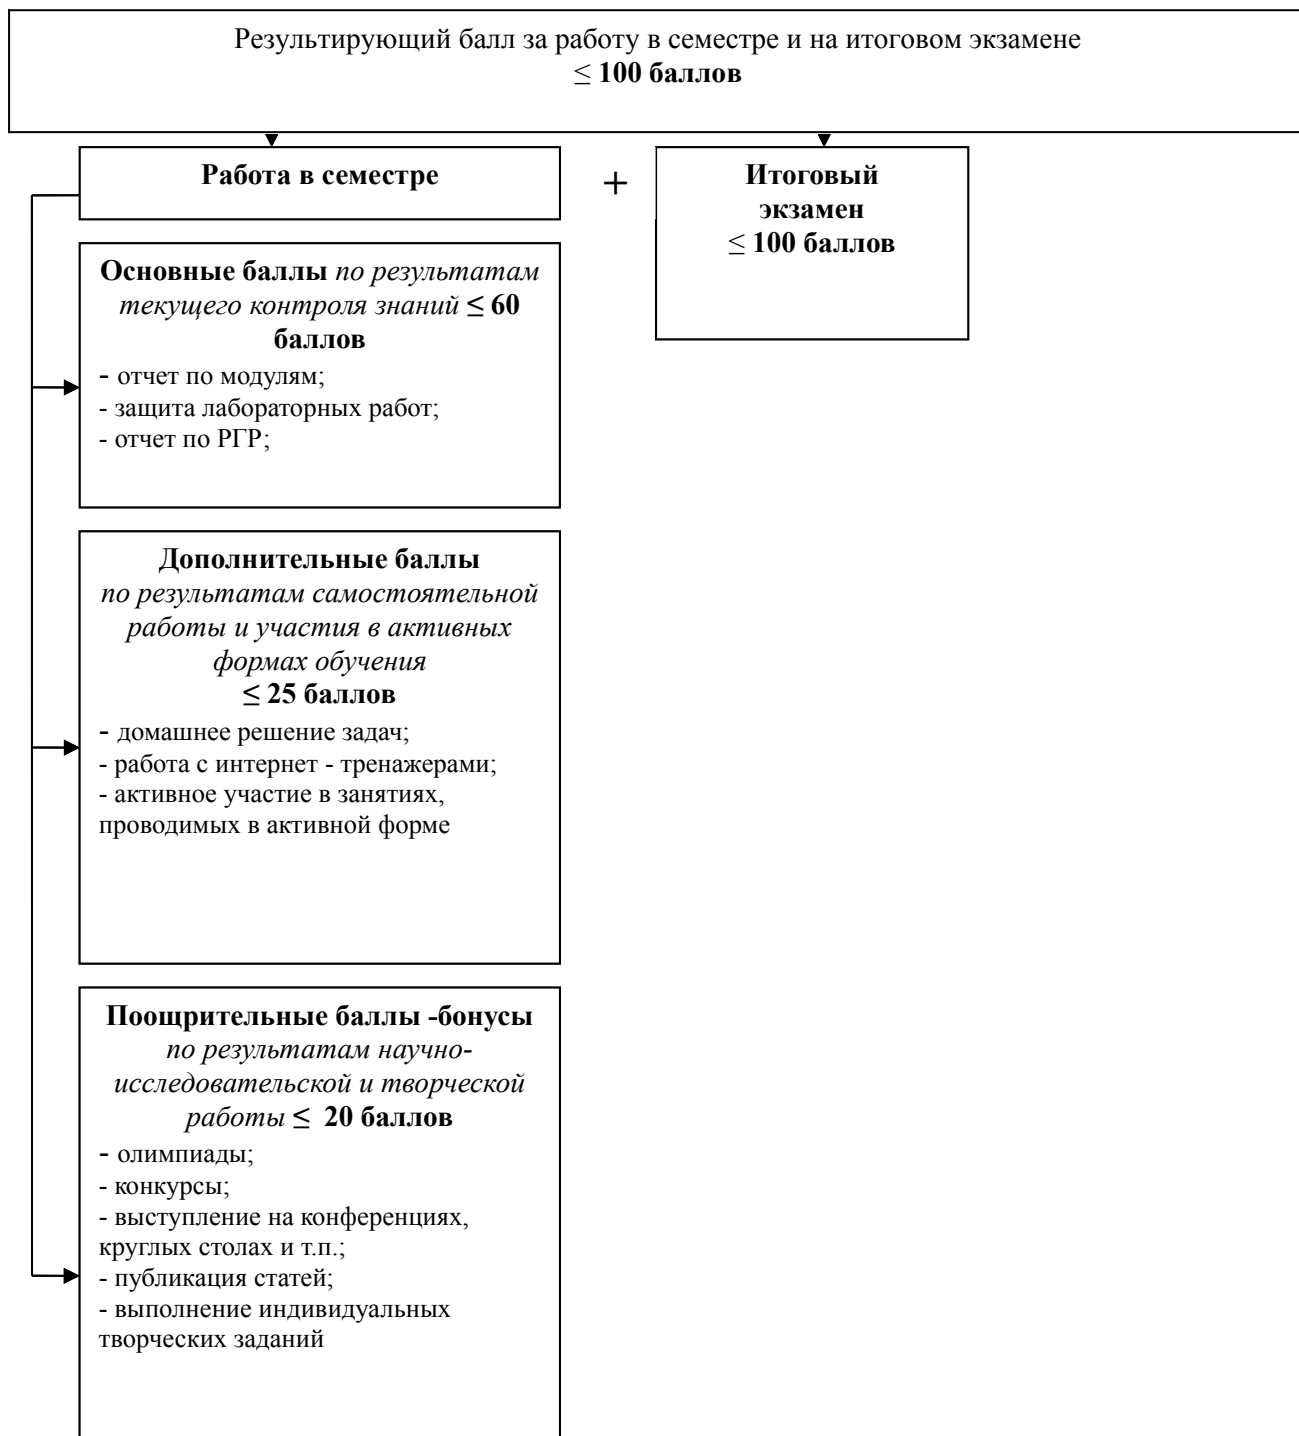 Результирующий балл за работу в семестре и на итоговом экзамене
≤ 100 баллов
Работа в семестре
+
Итоговый
экзамен
≤ 100 баллов
Основные баллы по результатам
текущего контроля знаний ≤ 60
баллов
- отчет по модулям;
- защита лабораторных работ;
- отчет по РГР;
Дополнительные баллы
по результатам самостоятельной
работы и участия в активных
формах обучения
≤ 25 баллов
- домашнее решение задач;
- работа с интернет - тренажерами;
- активное участие в занятиях,
проводимых в активной форме
Поощрительные баллы -бонусы
по результатам научно-
исследовательской и творческой
работы ≤ 20 баллов
- олимпиады;
- конкурсы;
- выступление на конференциях,
круглых столах и т.п.;
- публикация статей;
- выполнение индивидуальных
творческих заданий